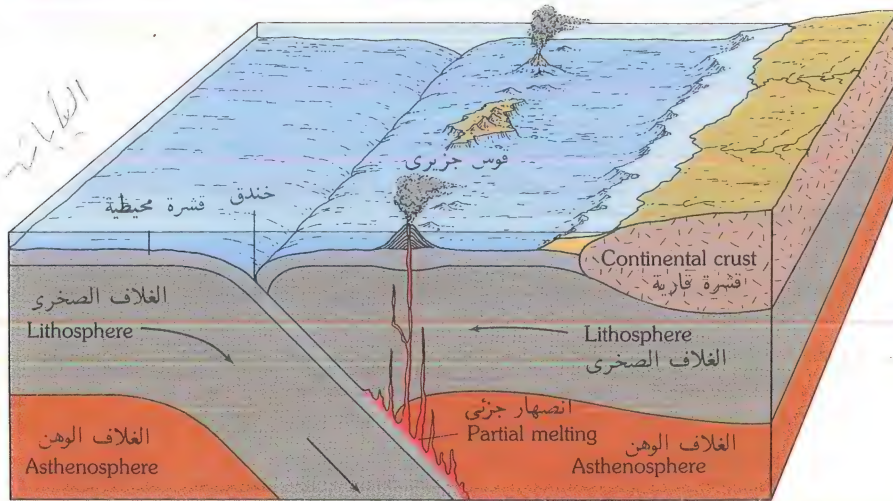 اليابان
قوس جزيرى
خندق
قشرة محيطية
Continental crust
قشرة قارية
الغلاف الصخرى
Lithosphere
Lithosphere
الغلاف الصخرى
انصهار جزئى
Partial melting
الغلاف الوهن
Asthenosphere
الغلاف الوهن
Asthenosphere